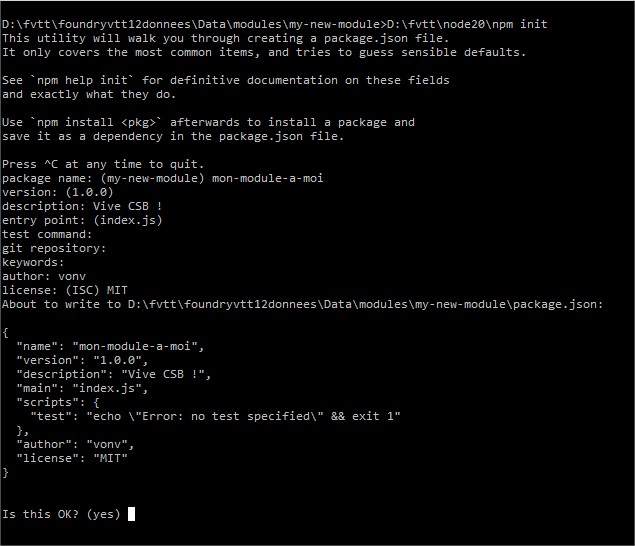 D:\fvtt\foundryvtt12donnees\Data\modules\my-new-module>D:\fvtt\node20\npm init
This utility will walk you through creating a package.json file.
It only covers the most common items, and tries to guess sensible defaults.

See `npm help init` for definitive documentation on these fields
and exactly what they do.

Use `npm install <pkg>` afterwards to install a package and
save it as a dependency in the package.json file.

Press ^C at any time to quit.
package name: (my-new-module) mon-module-a-moi
version: (1.0.0)
description: Vive CSB !
entry point: (index.js)
test command:
git repository:
keywords:
author: vonv
license: (ISC) MIT
About to write to D:\fvtt\foundryvtt12donnees\Data\modules\my-new-module\package.json:

{
  "name": "mon-module-a-moi",
  "version": "1.0.0",
  "description": "Vive CSB !",
  "main": "index.js",
  "scripts": {
    "test": "echo \"Error: no test specified\" && exit 1"
  },
  "author": "vonv",
  "license": "MIT"
}

Is this OK? (yes)